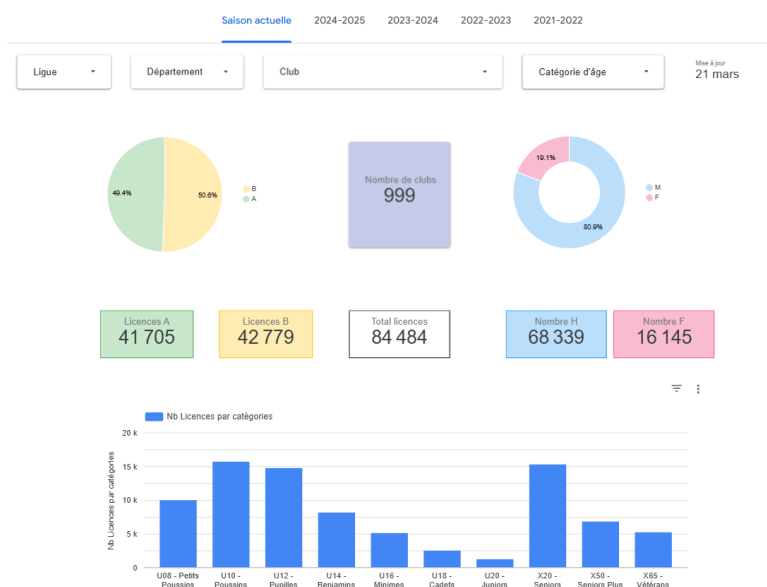 Saison actuelle 2024-2025 2023-2024 2022-2023 2021-2022
Ligue Département Club Catégorie d'âge
Mise à jour
21 mars
49.4% 50.6%
B
A
Nombre de clubs
999
19.1%
80.9%
M
F
Licences A
41 705
Licences B
42 779
Total licences
84 484
Nombre H
68 339
Nombre F
16 145
Nb Licences par catégories
Nb Licences par catégories
20 k
15 k
10 k
5 k
0
U08 - Petits Poussins
U10 - Poussins
U12 - Pupilles
U14 - Benjamins
U16 - Minimes
U18 - Cadets
U20 - Juniors
X20 - Seniors
X50 - Seniors Plus
X65 - Vétérans